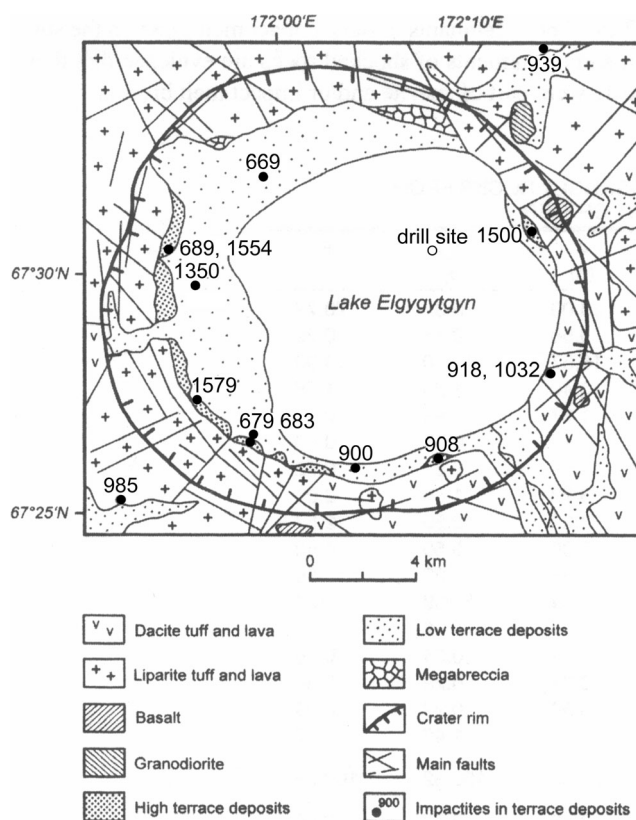 172°00'E 172°10'E
939
669
drill site 1500
689, 1554
67°30'N 1350
Lake Elgygytgyn
918, 1032
1579
679 683
900 908
985
67°25'N
0 4 km
Dacite tuff and lava
Liparite tuff and lava
Basalt
Granodiorite
High terrace deposits
Low terrace deposits
Megabreccia
Crater rim
Main faults
900 Impactites in terrace deposits